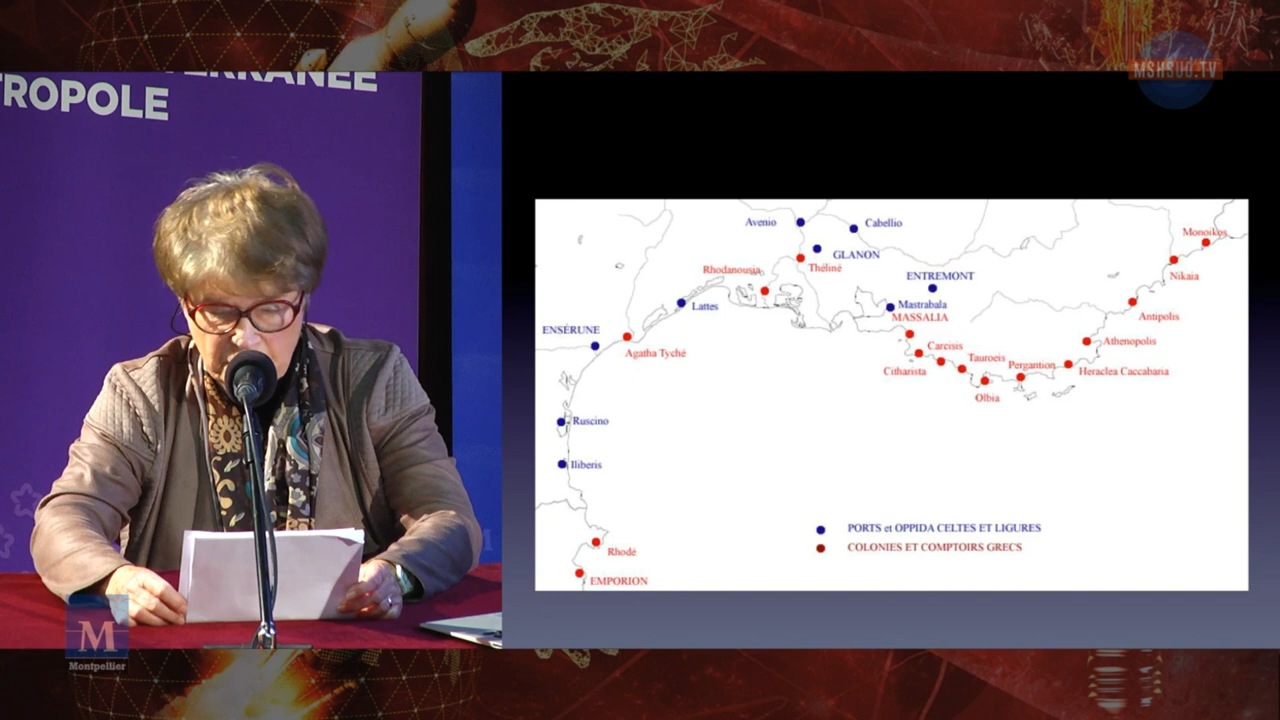 TERRANÉE
TROPOLE
MSHSUD.TV
Avenio
Cabellio
GLANON
Monoikos
Rhodanousia
Théliné
Nikaia
ENTREMONT
Lattes
Mastrabala
MASSALIA
Antipolis
ENSÉRUNE
Agatha Tyché
Carcisis
Athenopolis
Tauroeis
Citharista
Pergantion
Heraclea Caccabaria
Olbia
Ruscino
Iliberis
PORTS et OPPIDA CELTES ET LIGURES
COLONIES ET COMPTOIRS GRECS
Rhodé
EMPORION
M
Montpellier